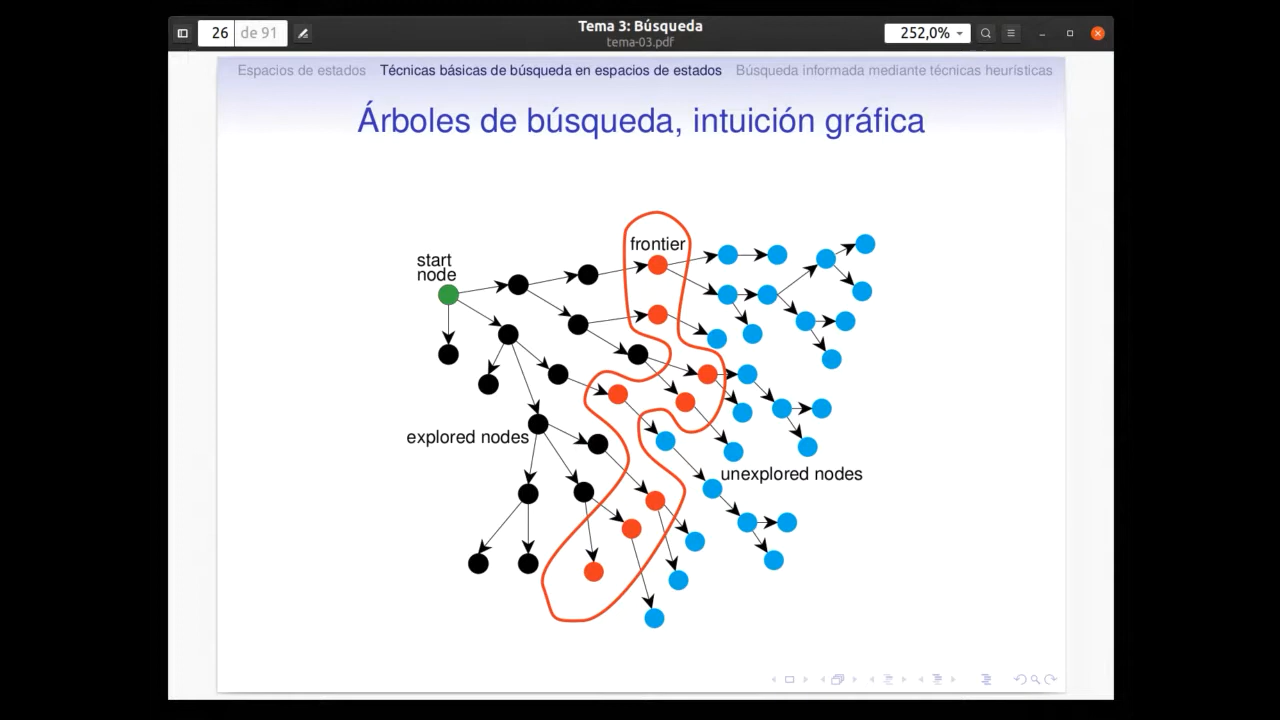 26 de 91
Tema 3: Búsqueda
tema-03.pdf
252,0%
Espacios de estados Técnicas básicas de búsqueda en espacios de estados Búsqueda informada mediante técnicas heurísticas
Árboles de búsqueda, intuición gráfica
frontier
start
node
explored nodes
unexplored nodes